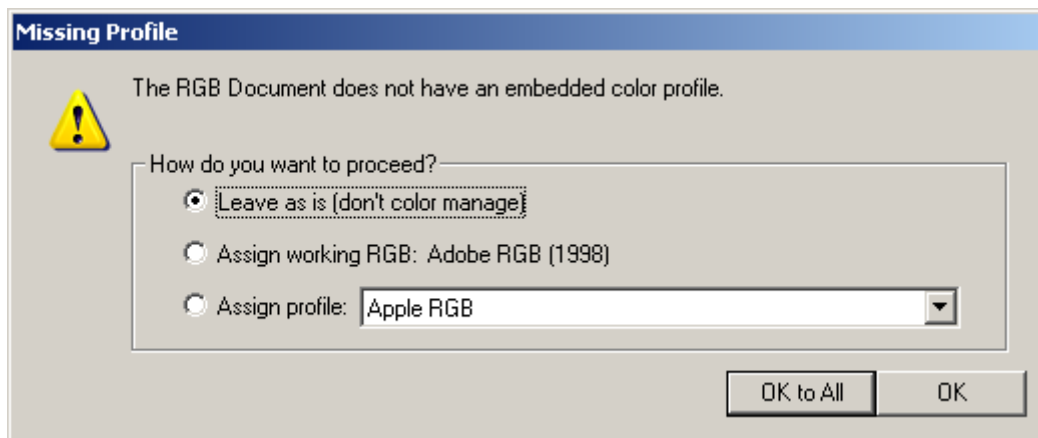 Missing Profile
The RGB Document does not have an embedded color profile.
How do you want to proceed?
Leave as is (don't color manage)
Assign working RGB: Adobe RGB (1998)
Assign profile: Apple RGB
OK to All OK